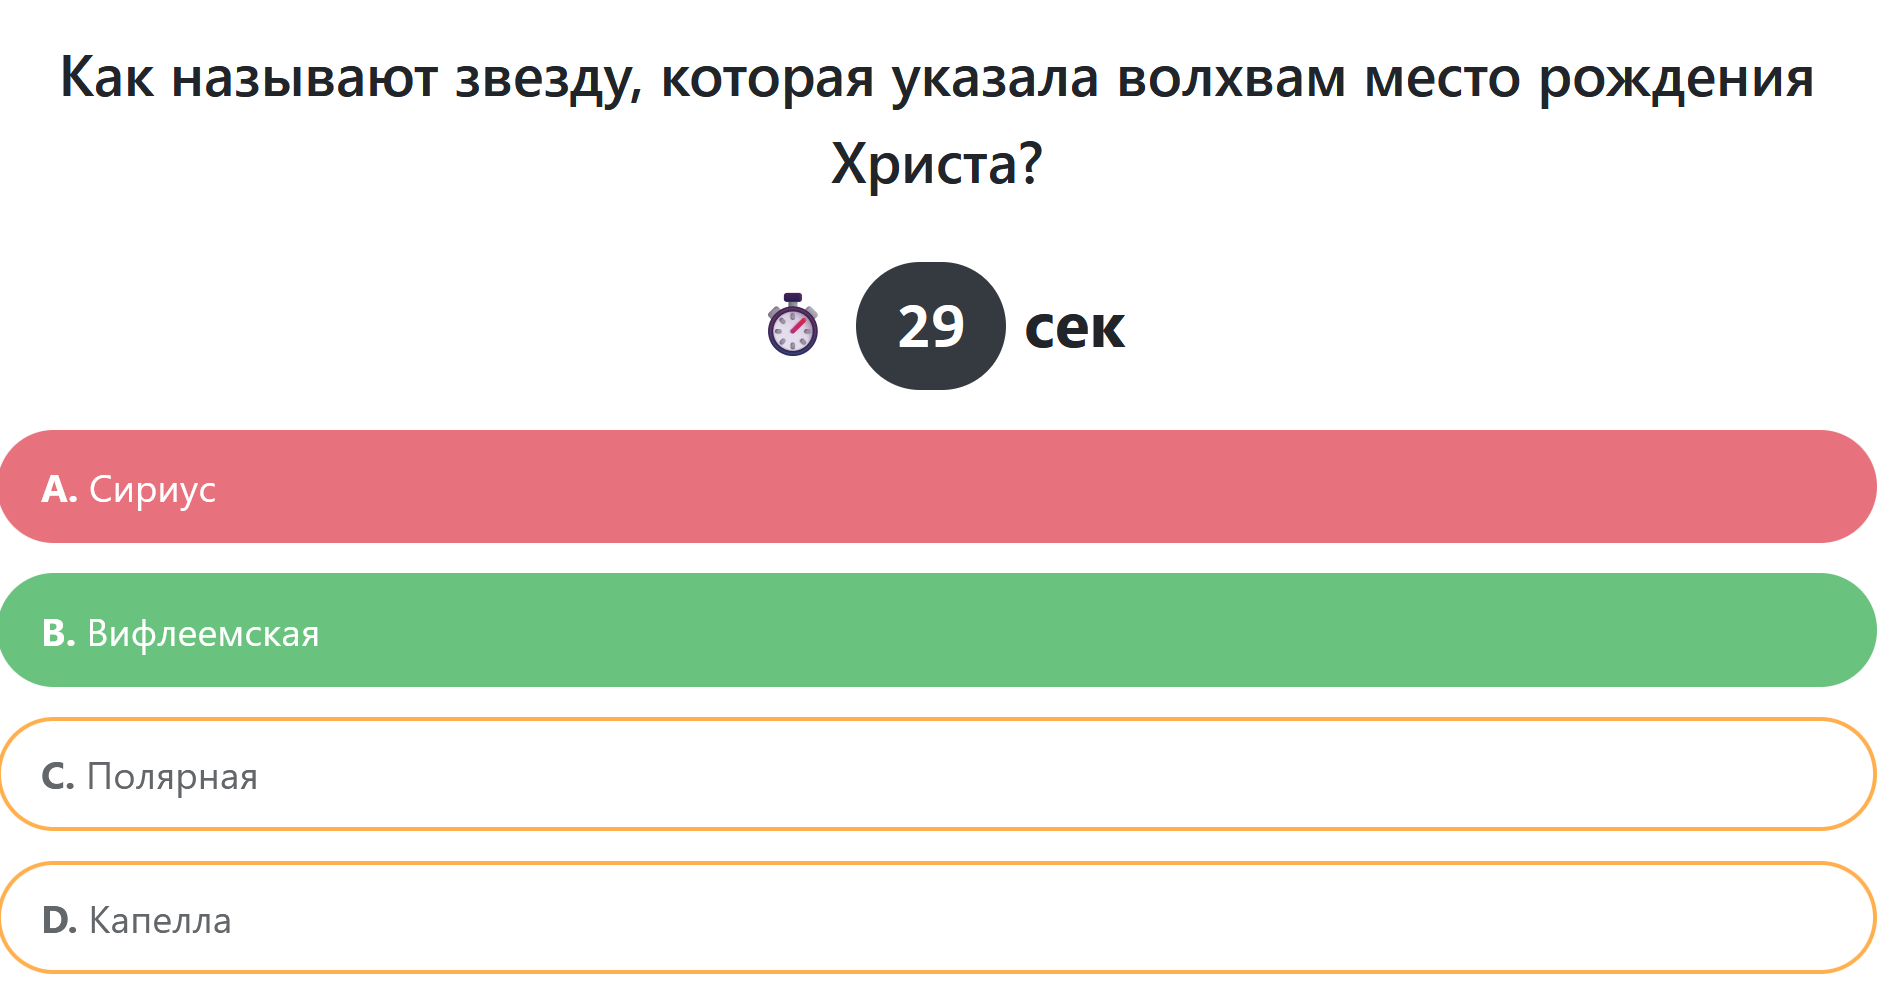 Как называют звезду, которая указала волхвам место рождения
Христа?
29 сек
A. Сириус
B. Вифлеемская
C. Полярная
D. Капелла